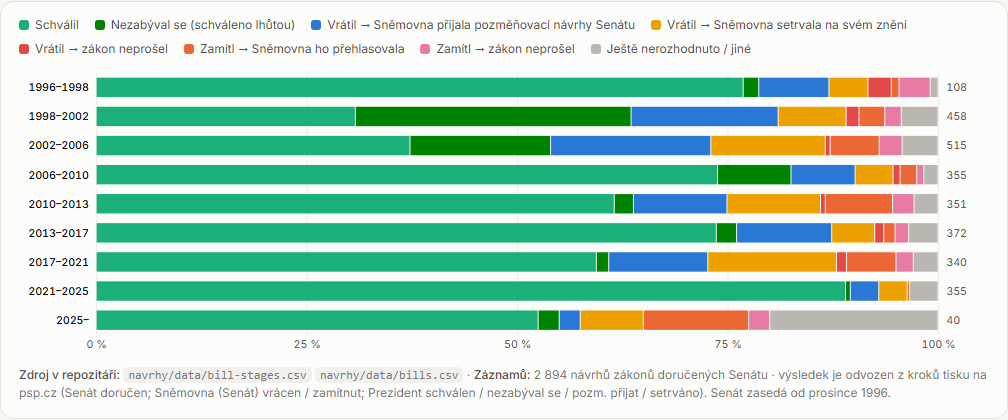 Schválil
Nezabýval se (schváleno lhůtou)
Vrátil → Sněmovna přijala pozměňovací návrhy Senátu
Vrátil → Sněmovna setrvala na svém znění
Vrátil → zákon neprošel
Zamítl → Sněmovna ho přehlasovala
Zamítl → zákon neprošel
Ještě nerozhodnuto / jiné
1996–1998 108
1998–2002 458
2002–2006 515
2006–2010 355
2010–2013 351
2013–2017 372
2017–2021 340
2021–2025 355
2025– 40
0 % 25 % 50 % 75 % 100 %
Zdroj v repozitáři: navrhy/data/bill-stages.csv navrhy/data/bills.csv · Záznamů: 2 894 návrhů zákonů doručených Senátu · výsledek je odvozen z kroků tisku na
psp.cz (Senát doručen; Sněmovna (Senát) vrácen / zamítnut; Prezident schválen / nezabýval se / pozm. přijat / setrváno). Senát zasedá od prosince 1996.